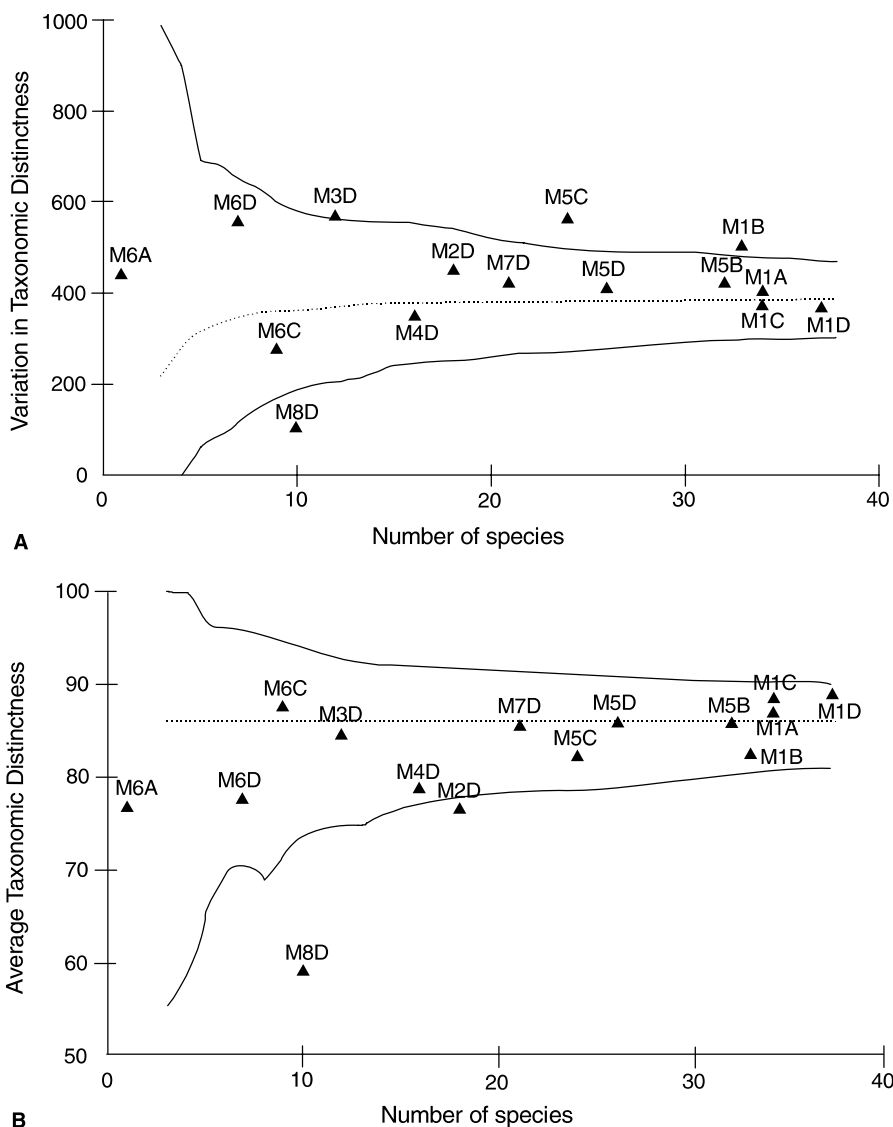 1000
800
600
400
200
0
Variation in Taxonomic Distinctness
M5C
M3D
M6D
M1B
M2D
M6A
M7D
M5D
M5B
M1A
M1C
M1D
M6C
M4D
M8D
0 10 20 30 40
Number of species
A
100
90
80
70
60
50
Average Taxonomic Distinctness
M1C
M6C
M5D
M7D
M5B
M1D
M3D
M1A
M5C
M1B
M4D
M6D
M6A
M2D
M8D
0 10 20 30 40
Number of species
B